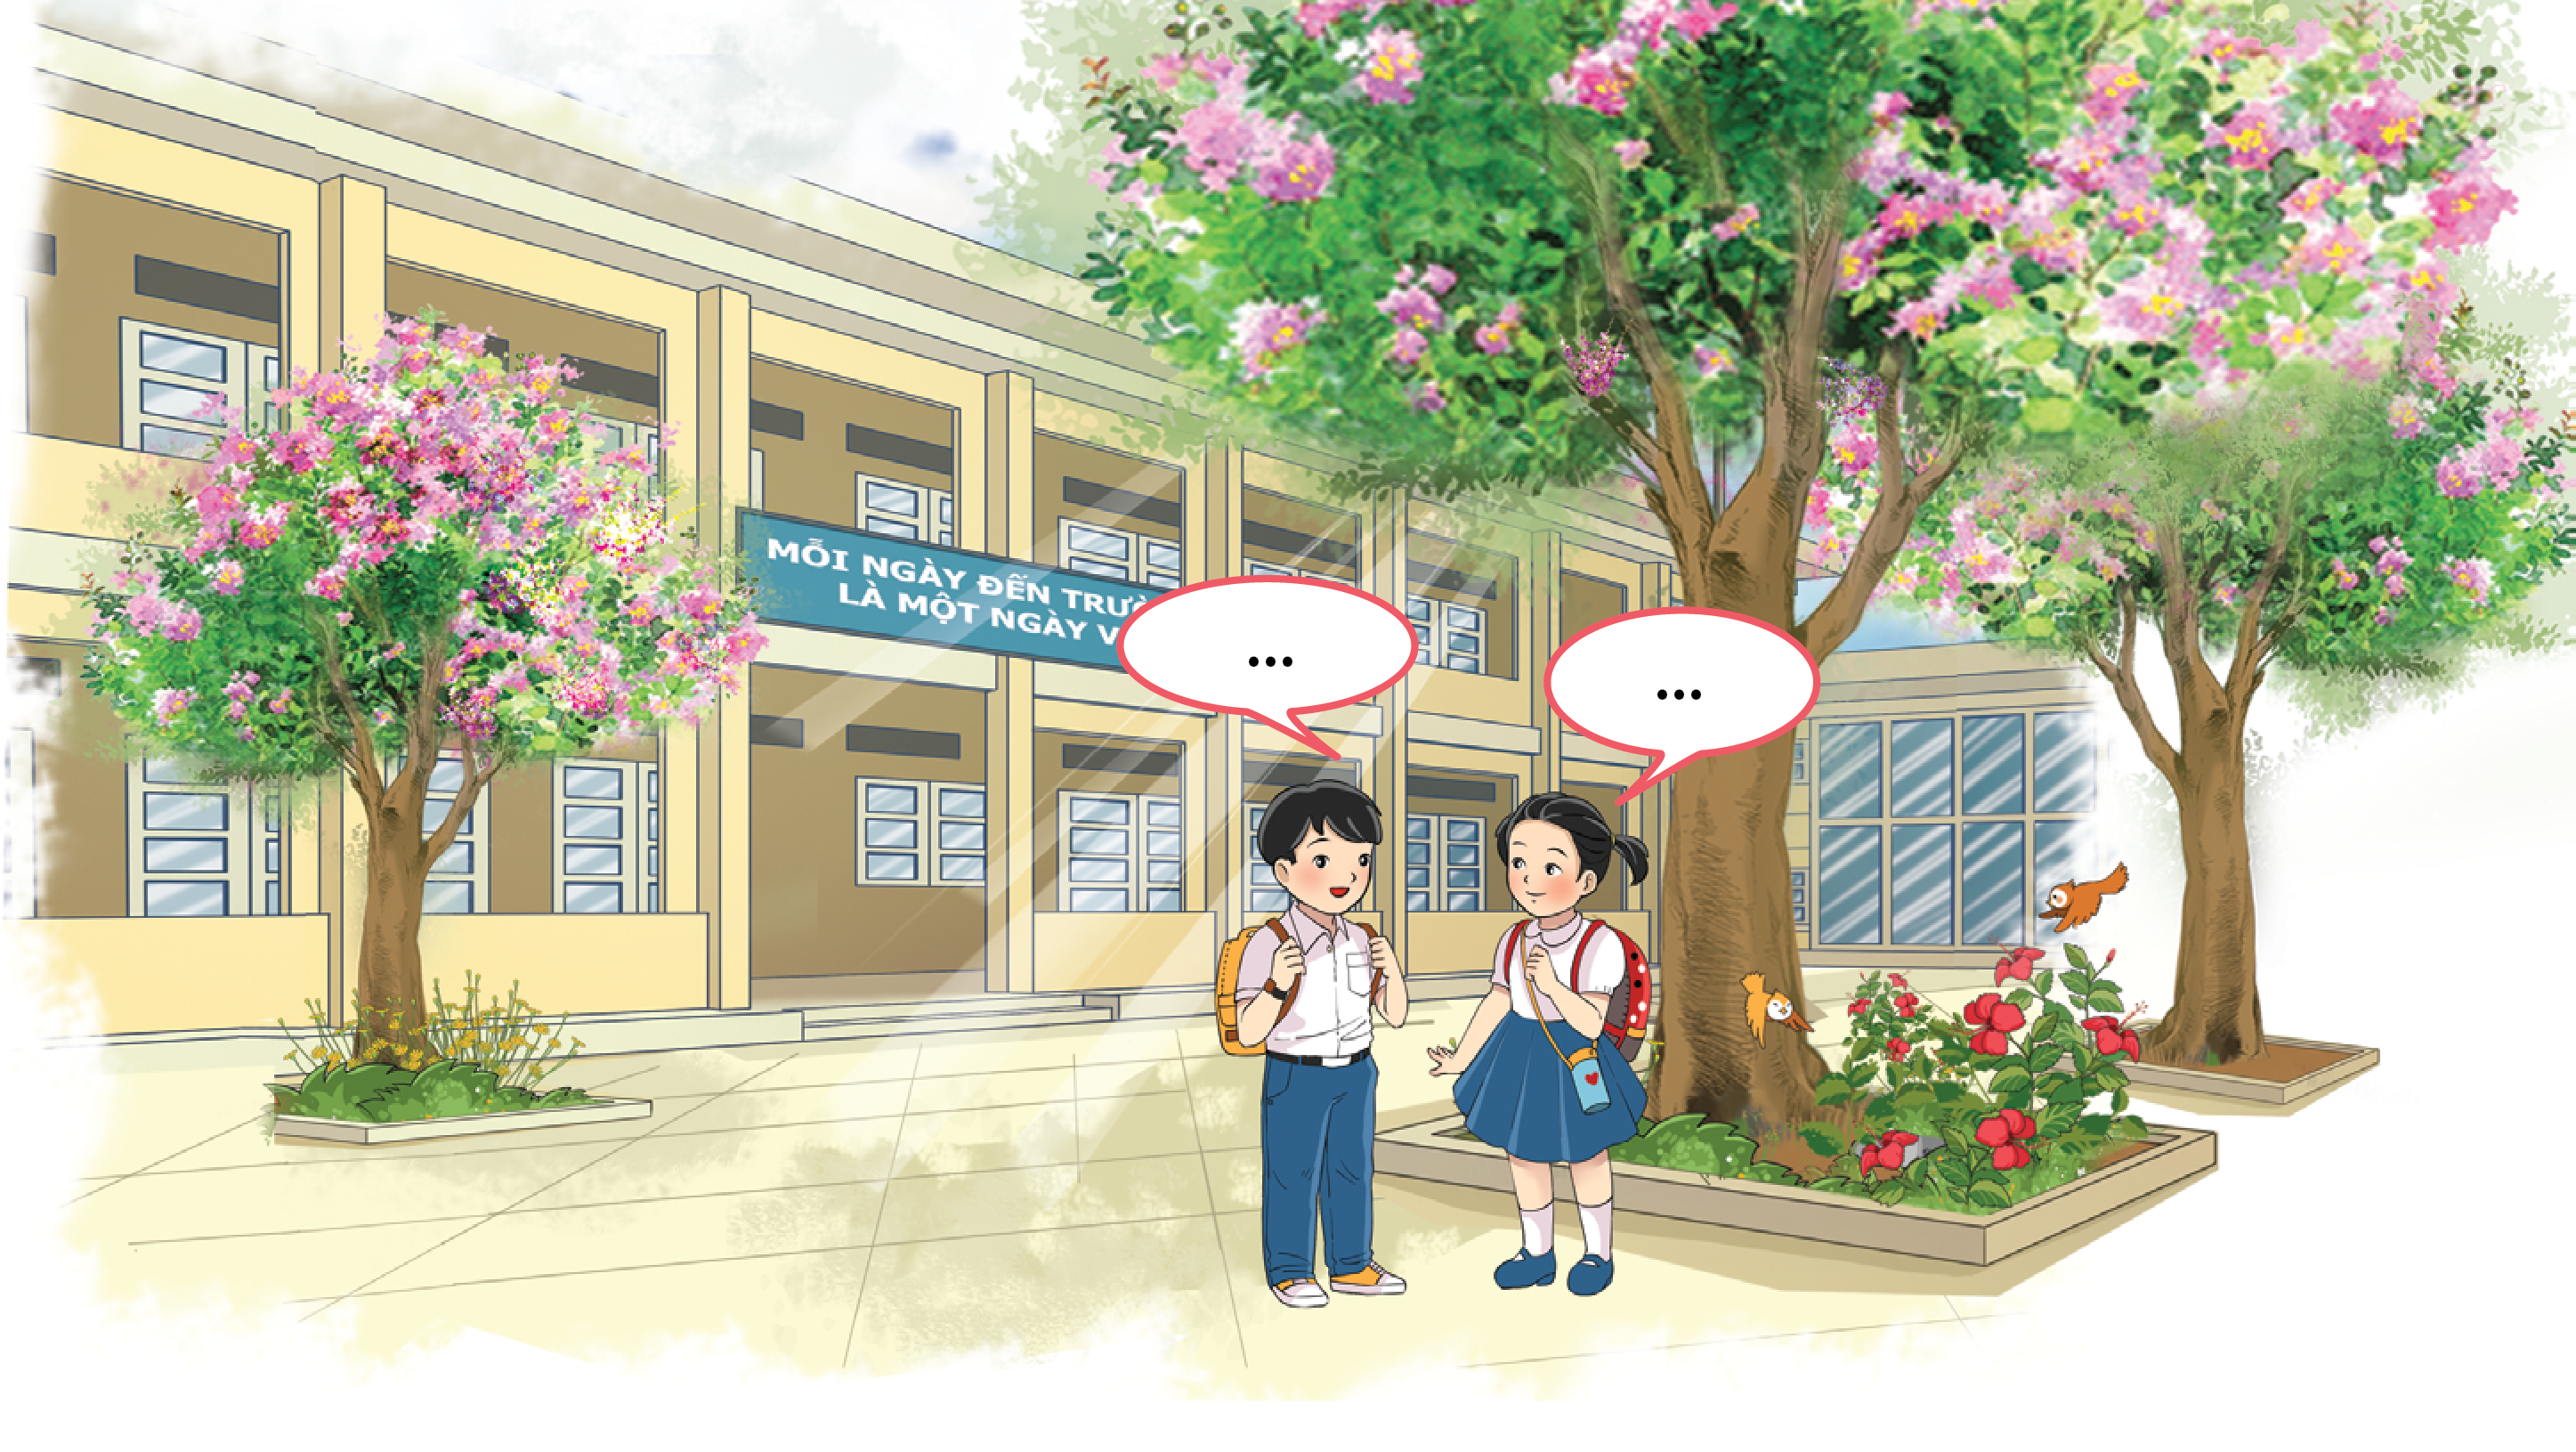 MỖI NGÀY ĐẾN
LÀ MỘT NGÀY
...
...